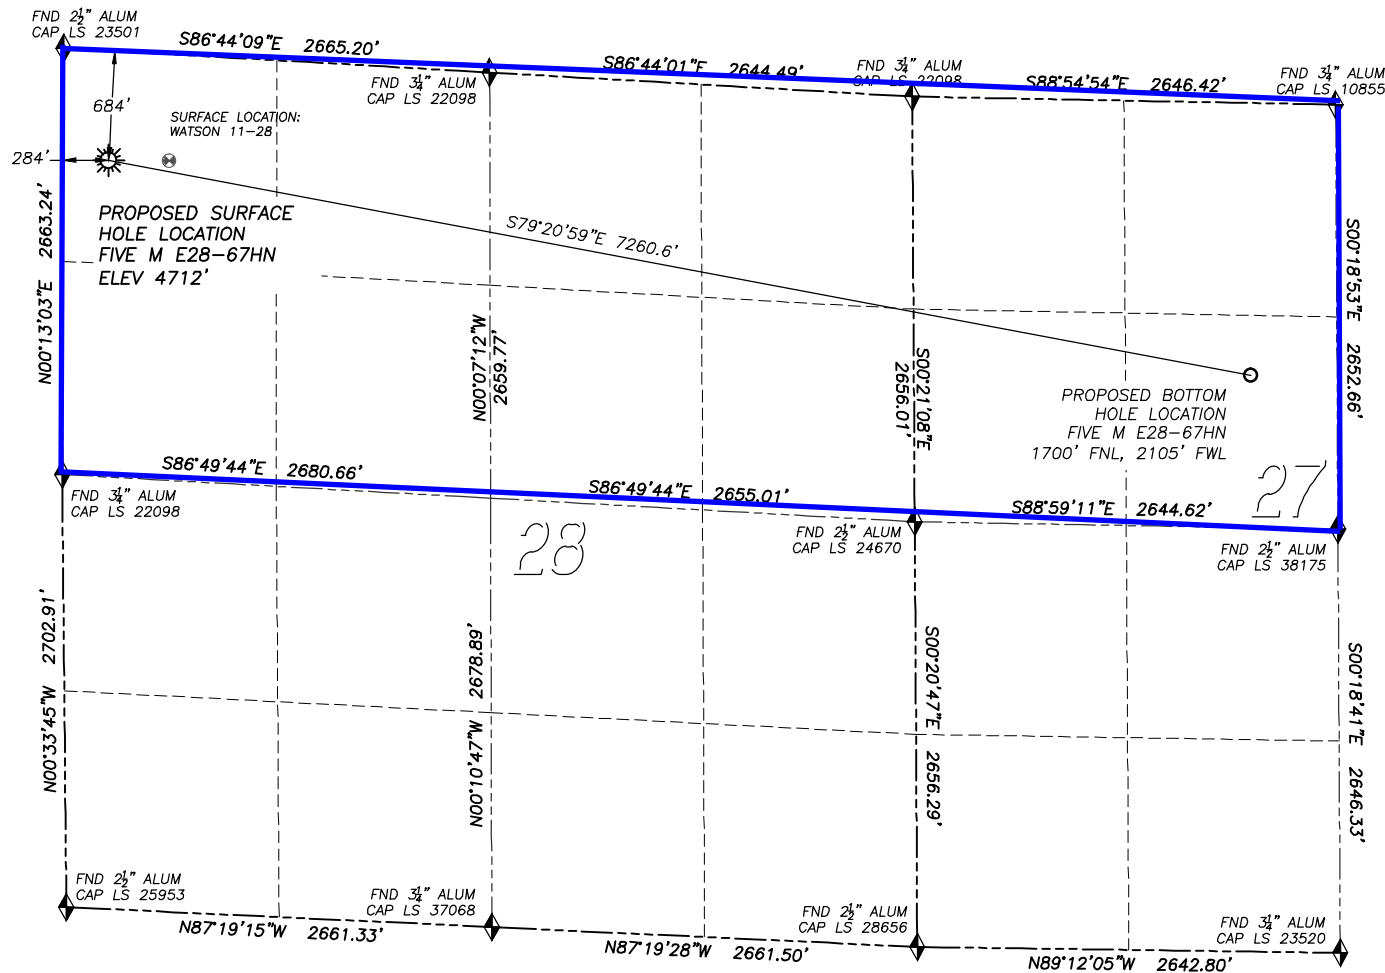 FND 2½" ALUM
CAP LS 23501
S86°44'09"E 2665.20'
FND 3¼" ALUM
CAP LS 22098
S86°44'01"E 2644.49'
FND 3¼" ALUM
CAP LS 22098
S88°54'54"E 2646.42'
FND 3¼" ALUM
CAP LS 10855
684'
SURFACE LOCATION:
WATSON 11-28
284'
PROPOSED SURFACE
HOLE LOCATION
FIVE M E28-67HN
ELEV 4712'
N00°13'03"E 2663.24'
S79°20'59"E 7260.6'
N00°07'12"W
2659.77'
S00°21'08"E
2656.01'
S00°18'53"E 2652.66'
PROPOSED BOTTOM
HOLE LOCATION
FIVE M E28-67HN
1700' FNL, 2105' FWL
27
S86°49'44"E 2680.66'
S86°49'44"E 2655.01'
S88°59'11"E 2644.62'
FND 3¼" ALUM
CAP LS 22098
28
FND 2½" ALUM
CAP LS 24670
FND 2½" ALUM
CAP LS 38175
N00°33'45"W 2702.91'
N00°10'47"W 2678.89'
S00°20'47"E 2656.29'
S00°18'41"E 2646.33'
FND 2½" ALUM
CAP LS 25953
FND 3¼" ALUM
CAP LS 37068
FND 2½" ALUM
CAP LS 28656
FND 3¼" ALUM
CAP LS 23520
N87°19'15"W 2661.33'
N87°19'28"W 2661.50'
N89°12'05"W 2642.80'